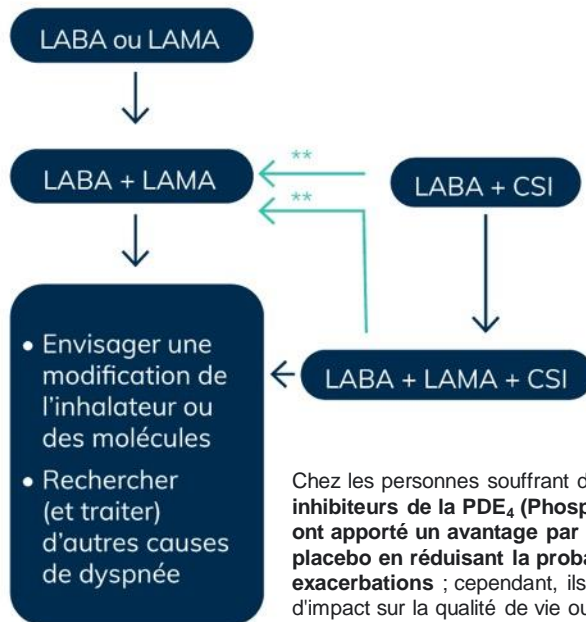 LABA ou LAMA
**
LABA + LAMA
LABA + CSI
**
• Envisager une
modification de
l'inhalateur ou
des molécules
• Rechercher
(et traiter)
d'autres causes
de dyspnée
LABA + LAMA + CSI
Chez les personnes souffrant
inhibiteurs de la PDE₄
ont apporté un avantage par
placebo en réduisant la
exacerbations ; cependant, ils
d'impact sur la qualité de vie ou